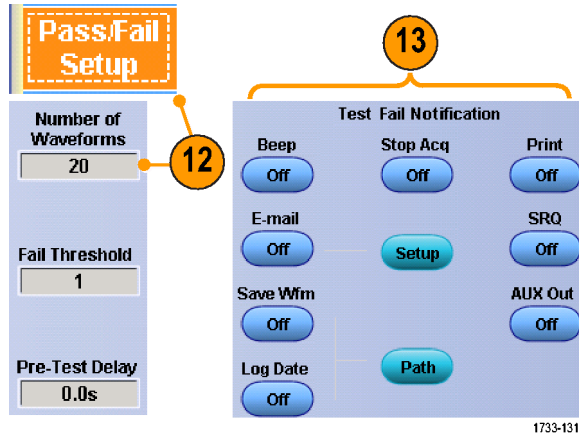 Pass/Fail
Setup
13
Number of
Waveforms
20
12
Fail Threshold
1
Pre-Test Delay
0.0s
Test Fail Notification
Beep
Stop Acq
Print
Off
Off
Off
E-mail
SRQ
Off
Setup
Off
Save Wfm
AUX Out
Off
Off
Log Date
Path
Off
1733-131